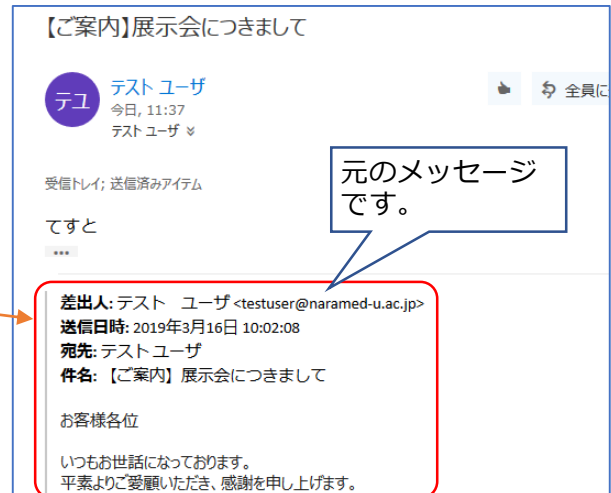 【ご案内】展示会につきまして
テユ
テスト ユーザ
今日, 11:37
テスト ユーザ
全員に
受信トレイ; 送信済みアイテム
元のメッセージ
です。
てすと
...
差出人: テスト　ユーザ <testuser@naramed-u.ac.jp>
送信日時: 2019年3月16日 10:02:08
宛先: テスト ユーザ
件名: 【ご案内】展示会につきまして
お客様各位
いつもお世話になっております。
平素よりご愛顧いただき、感謝を申し上げます。